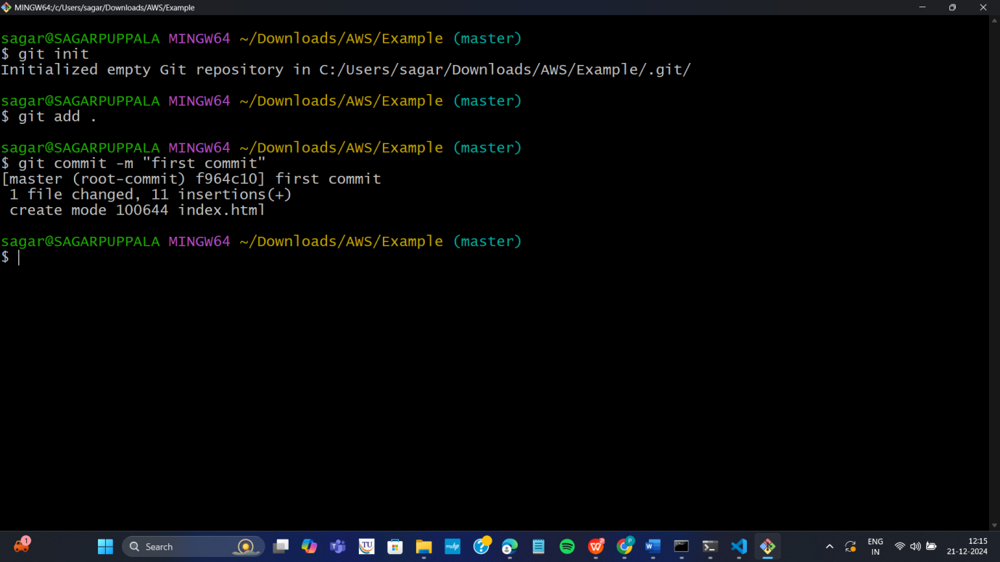 MINGW64:/c/Users/sagar/Downloads/AWS/Example
sagar@SAGARPUPPALA MINGW64 ~/Downloads/AWS/Example (master)
$ git init
Initialized empty Git repository in C:/Users/sagar/Downloads/AWS/Example/.git/
sagar@SAGARPUPPALA MINGW64 ~/Downloads/AWS/Example (master)
$ git add .
sagar@SAGARPUPPALA MINGW64 ~/Downloads/AWS/Example (master)
$ git commit -m "first commit"
[master (root-commit) f964c10] first commit
 1 file changed, 11 insertions(+)
 create mode 100644 index.html
sagar@SAGARPUPPALA MINGW64 ~/Downloads/AWS/Example (master)
$
1
Search
TU
myhp
W
P
W
ENG
IN
12:15
21-12-2024